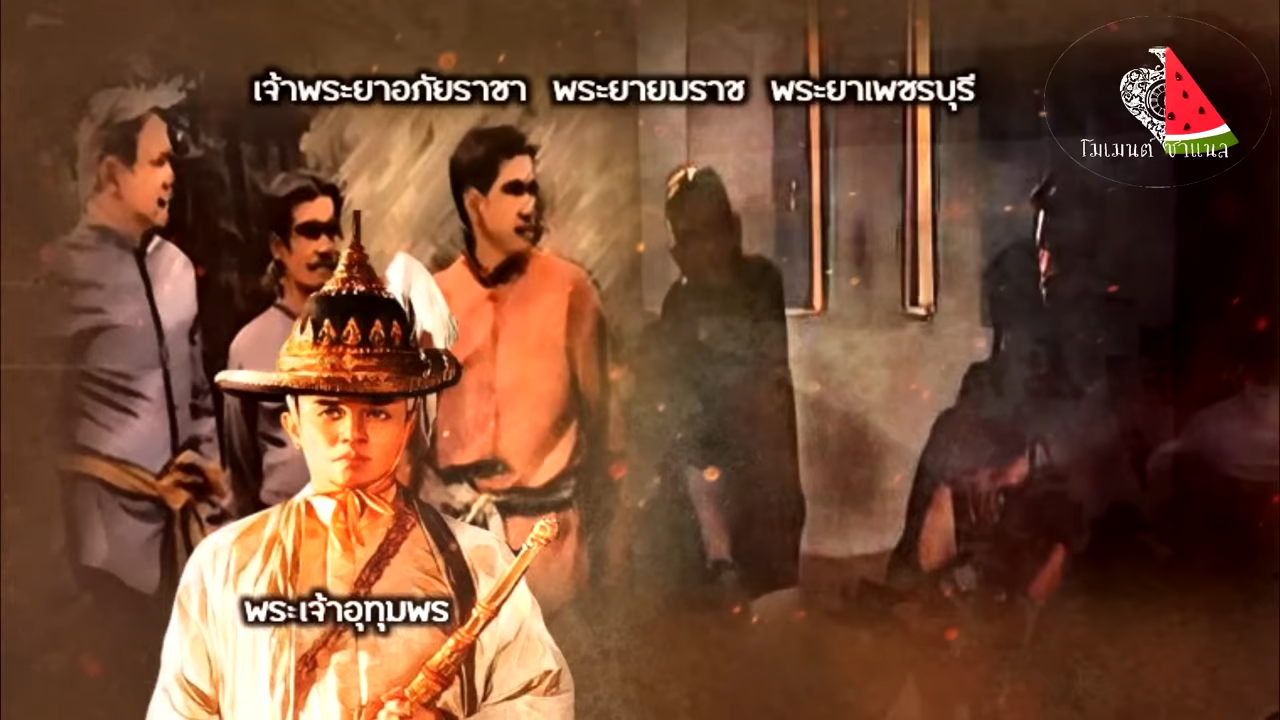 เจ้าพระยาอภัยราชา พระยายมราช พระยาเพชรบุรี
โมเมนต์ ชาแนล
พระเจ้าอุทุมพร